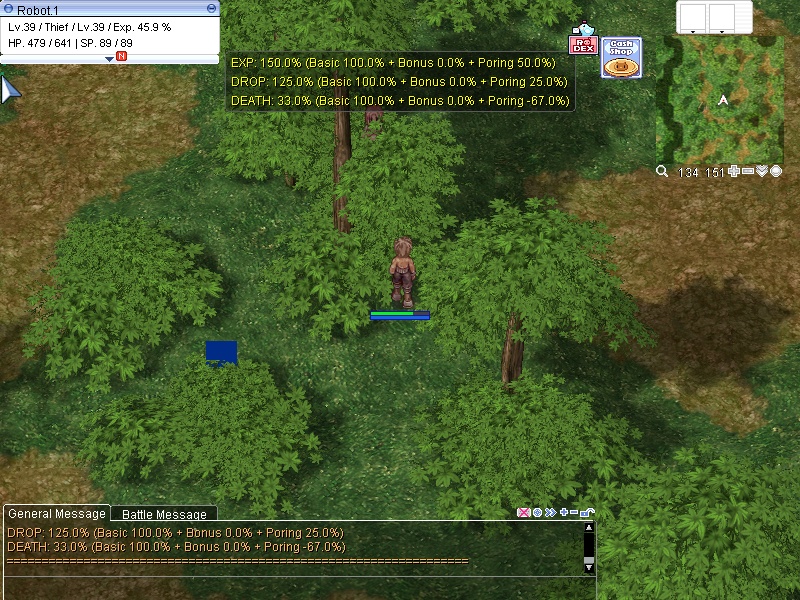 Robot.1
Lv.39 / Thief / Lv.39 / Exp. 45.9 %
HP. 479 / 641 | SP. 89 / 89
N
EXP: 150.0% (Basic 100.0% + Bonus 0.0% + Poring 50.0%)
DROP: 125.0% (Basic 100.0% + Bonus 0.0% + Poring 25.0%)
DEATH: 33.0% (Basic 100.0% + Bonus 0.0% + Poring -67.0%)
RO DEX
Cash Shop
134 151
General Message
Battle Message
DROP: 125.0% (Basic 100.0% + Bonus 0.0% + Poring 25.0%)
DEATH: 33.0% (Basic 100.0% + Bonus 0.0% + Poring -67.0%)
==================================================================